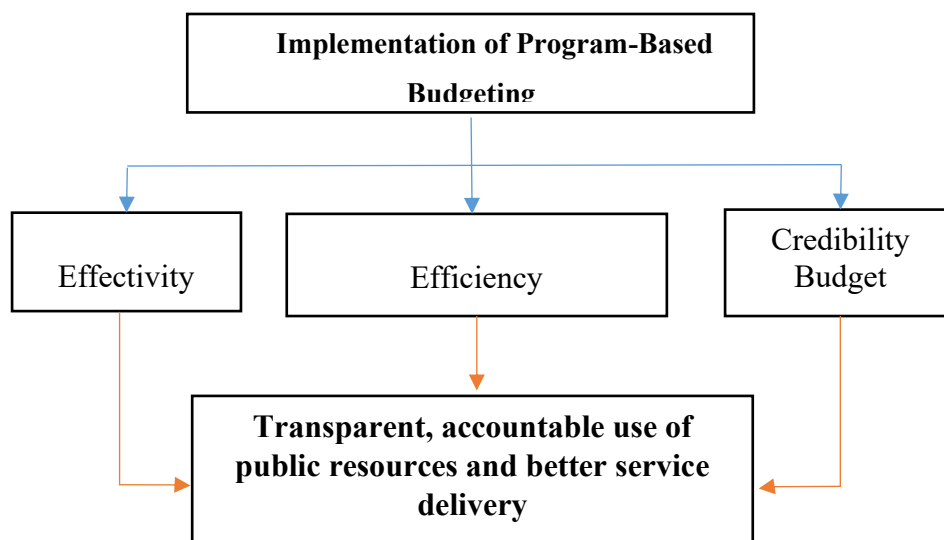 Implementation of Program-Based
Budgeting
Effectivity
Efficiency
Credibility
Budget
Transparent, accountable use of
public resources and better service
delivery